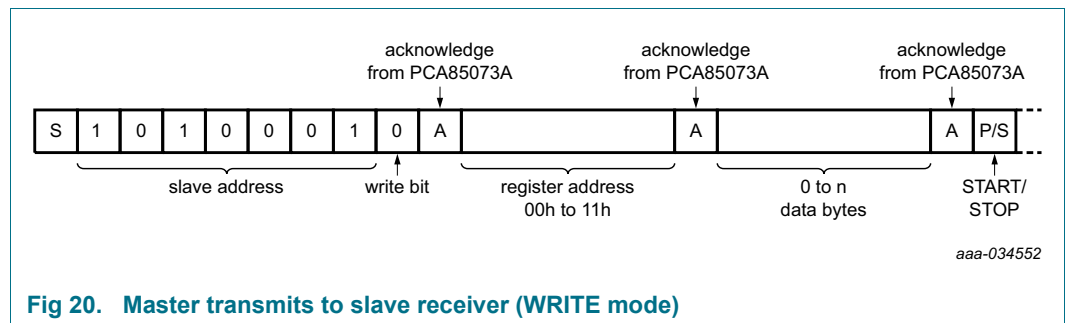 acknowledge acknowledge acknowledge
from PCA85073A from PCA85073A from PCA85073A
S 1 0 1 0 0 0 1 0 A A A P/S
slave address write bit register address 0 to n START/
00h to 11h data bytes STOP
aaa-034552
Fig 20. Master transmits to slave receiver (WRITE mode)